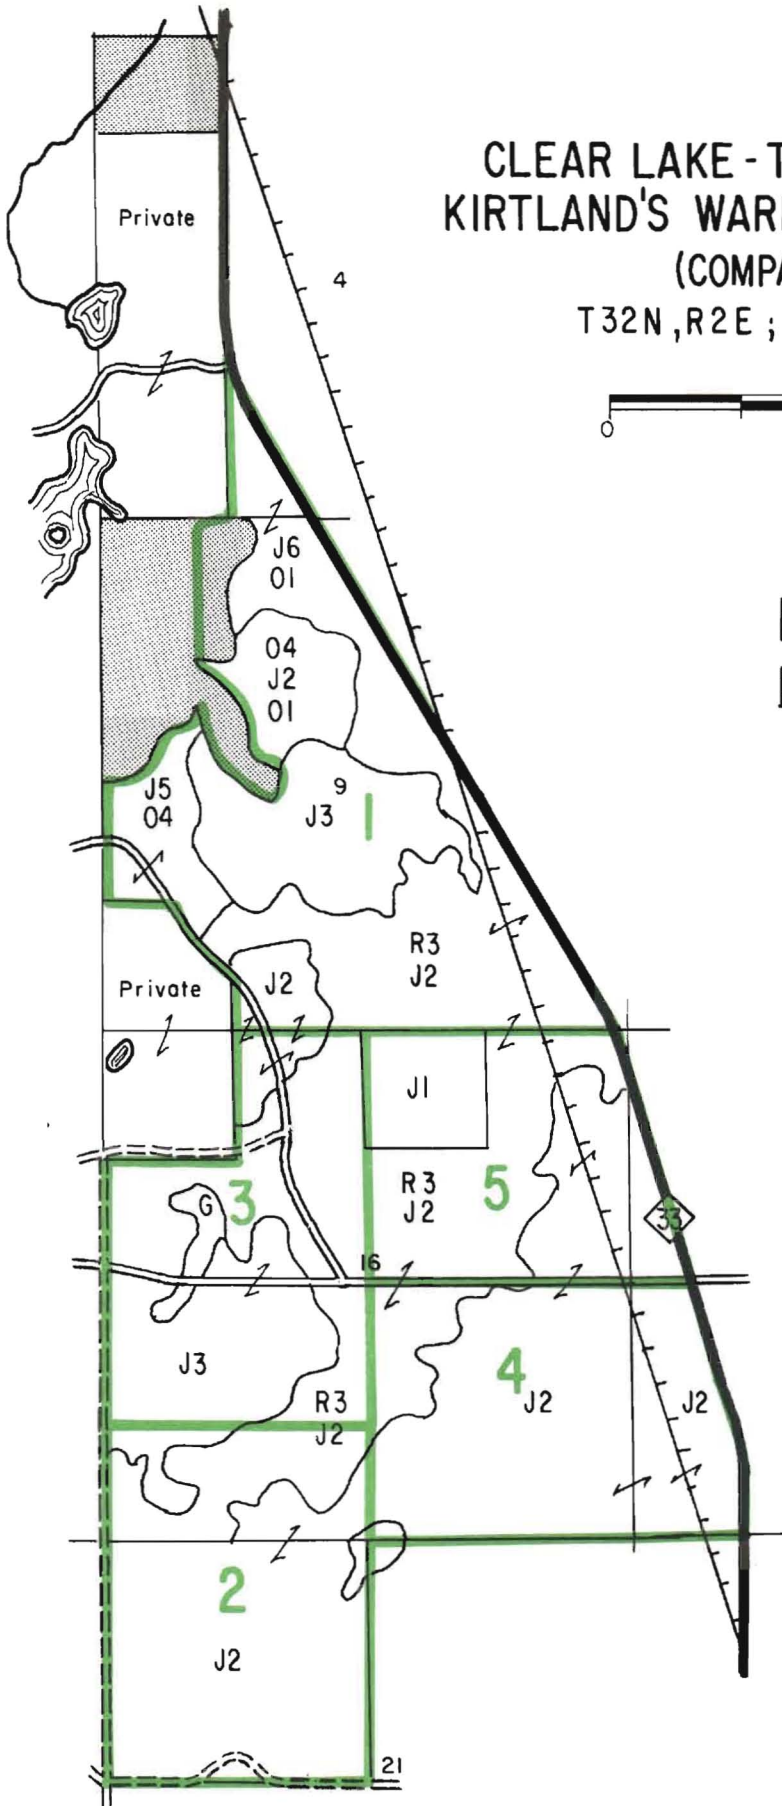 CLEAR LAKE - T
KIRTLAND'S WAR
(COMPA
T32N, R2E ;
0
Private
4
J6
01
04
J2
01
J5
04
9
J3
1
R3
J2
J2
Private
J1
R3
J2
5
3
G
33
16
J3
4
J2
J2
R3
J2
2
J2
21